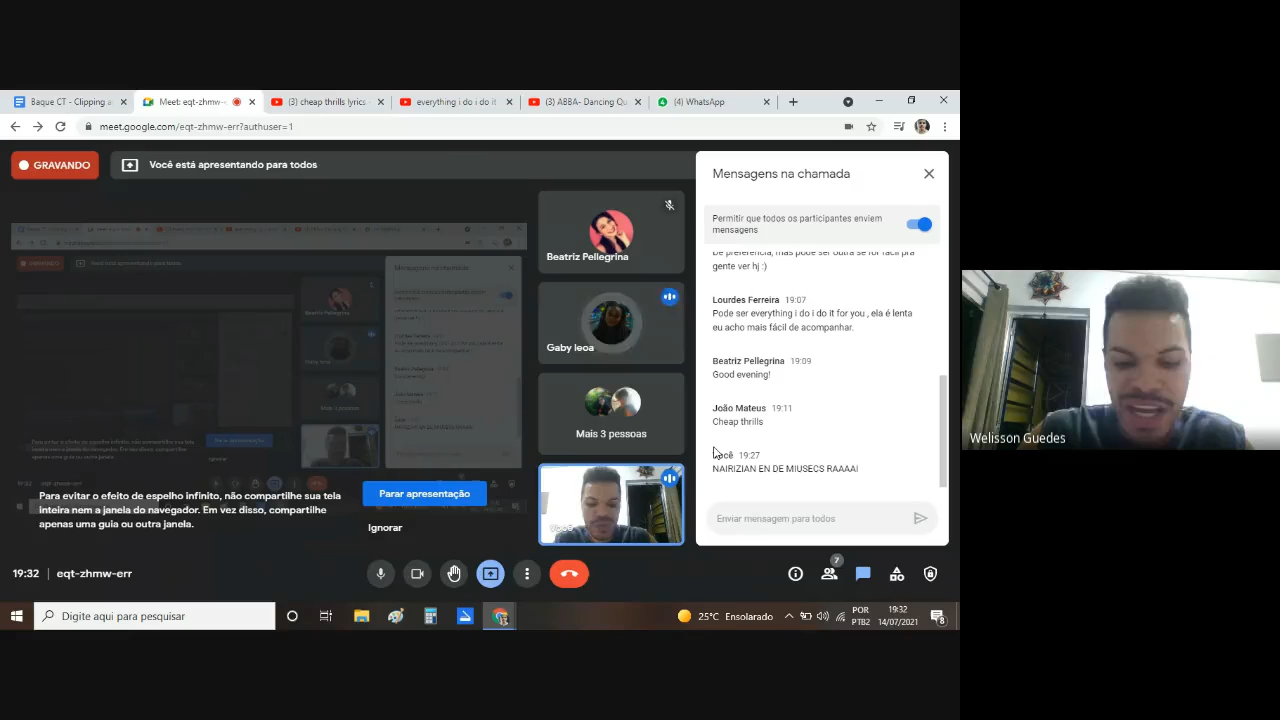 Baque CT - Clipping a
Meet: eqt-zhmw-
(3) cheap thrills lyrics
everything i do i do it
(3) ABBA- Dancing Qu
(4) WhatsApp
meet.google.com/eqt-zhmw-err?authuser=1
GRAVANDO
Você está apresentando para todos
Mensagens na chamada
Permitir que todos os participantes enviem
mensagens
De preferência, mas pode ser outra se for fácil pra
gente ver hj :)
Lourdes Ferreira 19:07
Pode ser everything i do i do it for you , ela é lenta
eu acho mais fácil de acompanhar.
Beatriz Pellegrina 19:09
Good evening!
João Mateus 19:11
Cheap thrills
Você 19:27
NAIRIZIAN EN DE MIUSECS RAAAAI
Enviar mensagem para todos
Beatriz Pellegrina
Gaby leoa
Mais 3 pessoas
Você
Para evitar o efeito de espelho infinito, não compartilhe sua tela
inteira nem a janela do navegador. Em vez disso, compartilhe
apenas uma guia ou outra janela.
Parar apresentação
Ignorar
19:32
eqt-zhmw-err
7
Digite aqui para pesquisar
25°C Ensolarado
POR
PTB2
19:32
14/07/2021
8
Welisson Guedes